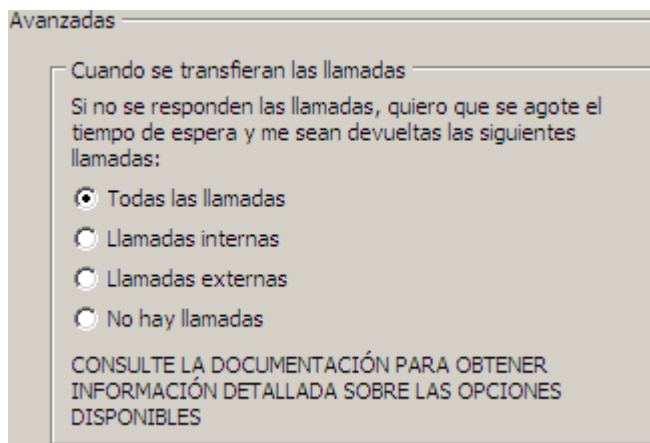 Avanzadas
Cuando se transfieran las llamadas
Si no se responden las llamadas, quiero que se agote el
tiempo de espera y me sean devueltas las siguientes
llamadas:
Todas las llamadas
Llamadas internas
Llamadas externas
No hay llamadas
CONSULTE LA DOCUMENTACIÓN PARA OBTENER
INFORMACIÓN DETALLADA SOBRE LAS OPCIONES
DISPONIBLES